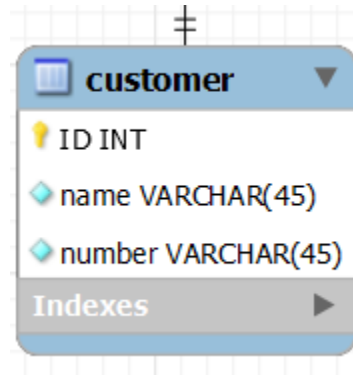 customer
ID INT
name VARCHAR(45)
number VARCHAR(45)
Indexes